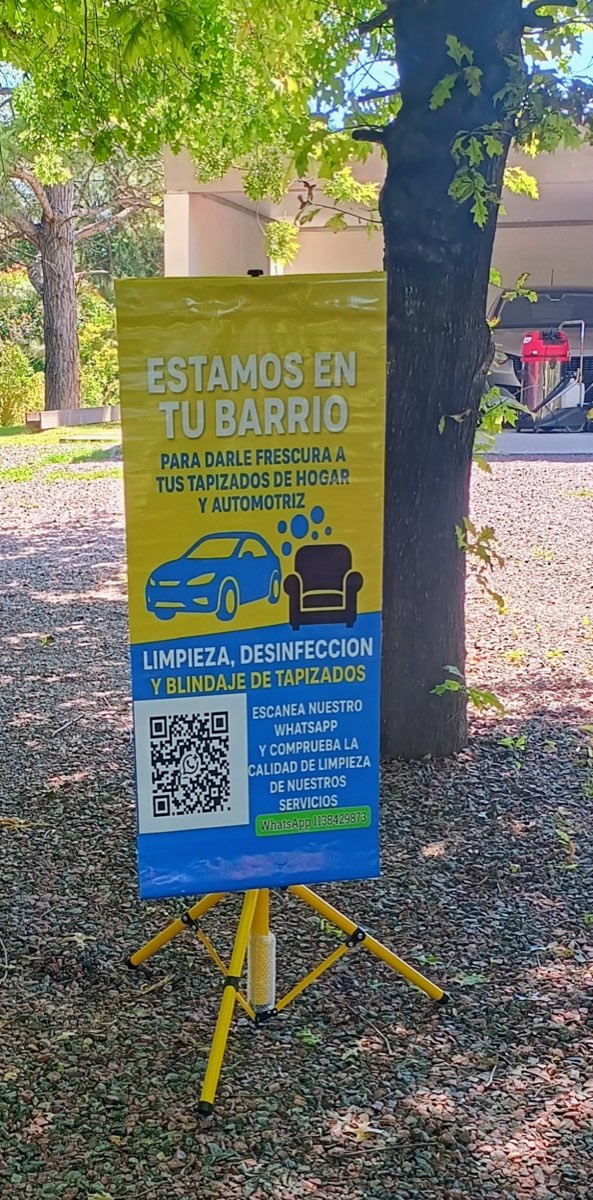 ESTAMOS EN
TU BARRIO
PARA DARLE FRESCURA A
TUS TAPIZADOS DE HOGAR
Y AUTOMOTRIZ
LIMPIEZA, DESINFECCION
Y BLINDAJE DE TAPIZADOS
ESCANEA NUESTRO
WHATSAPP
Y COMPRUEBA LA
CALIDAD DE LIMPIEZA
DE NUESTROS
SERVICIOS
WhatsApp 1138429873